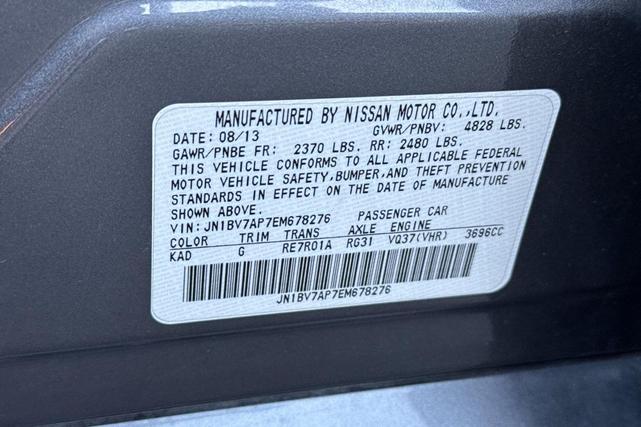 MANUFACTURED BY NISSAN MOTOR CO.,LTD.
DATE: 08/13 GVWR/PNBV: 4828 LBS.
GAWR/PNBE FR: 2370 LBS. RR: 2480 LBS.
THIS VEHICLE CONFORMS TO ALL APPLICABLE FEDERAL
MOTOR VEHICLE SAFETY,BUMPER,AND THEFT PREVENTION
STANDARDS IN EFFECT ON THE DATE OF MANUFACTURE
SHOWN ABOVE.
VIN: JN1BV7AP7EM678276 PASSENGER CAR
COLOR TRIM TRANS AXLE ENGINE
KAD G RE7R01A RG31 VQ37(VHR) 3696CC
JN1BV7AP7EM678276